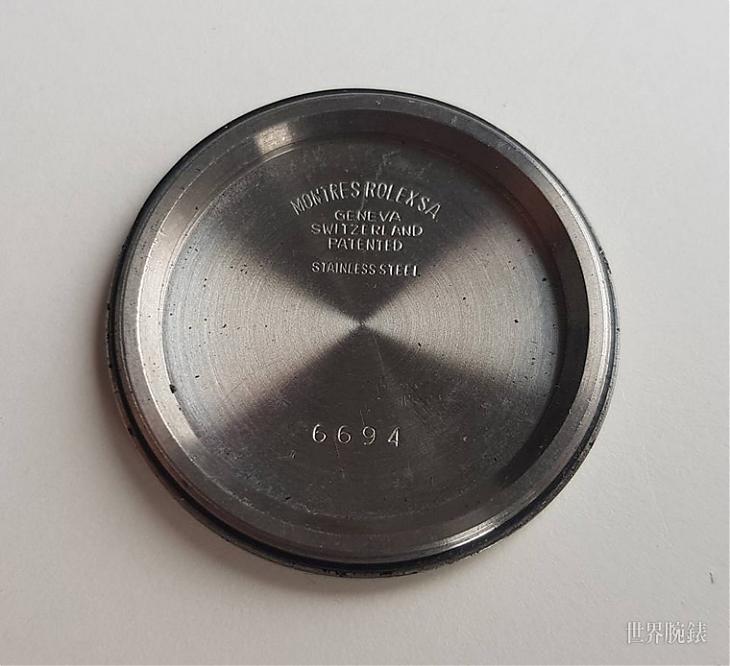 MONTRES ROLEX S.A.
GENEVA
SWITZERLAND
PATENTED
STAINLESS STEEL
6694
世界腕錶